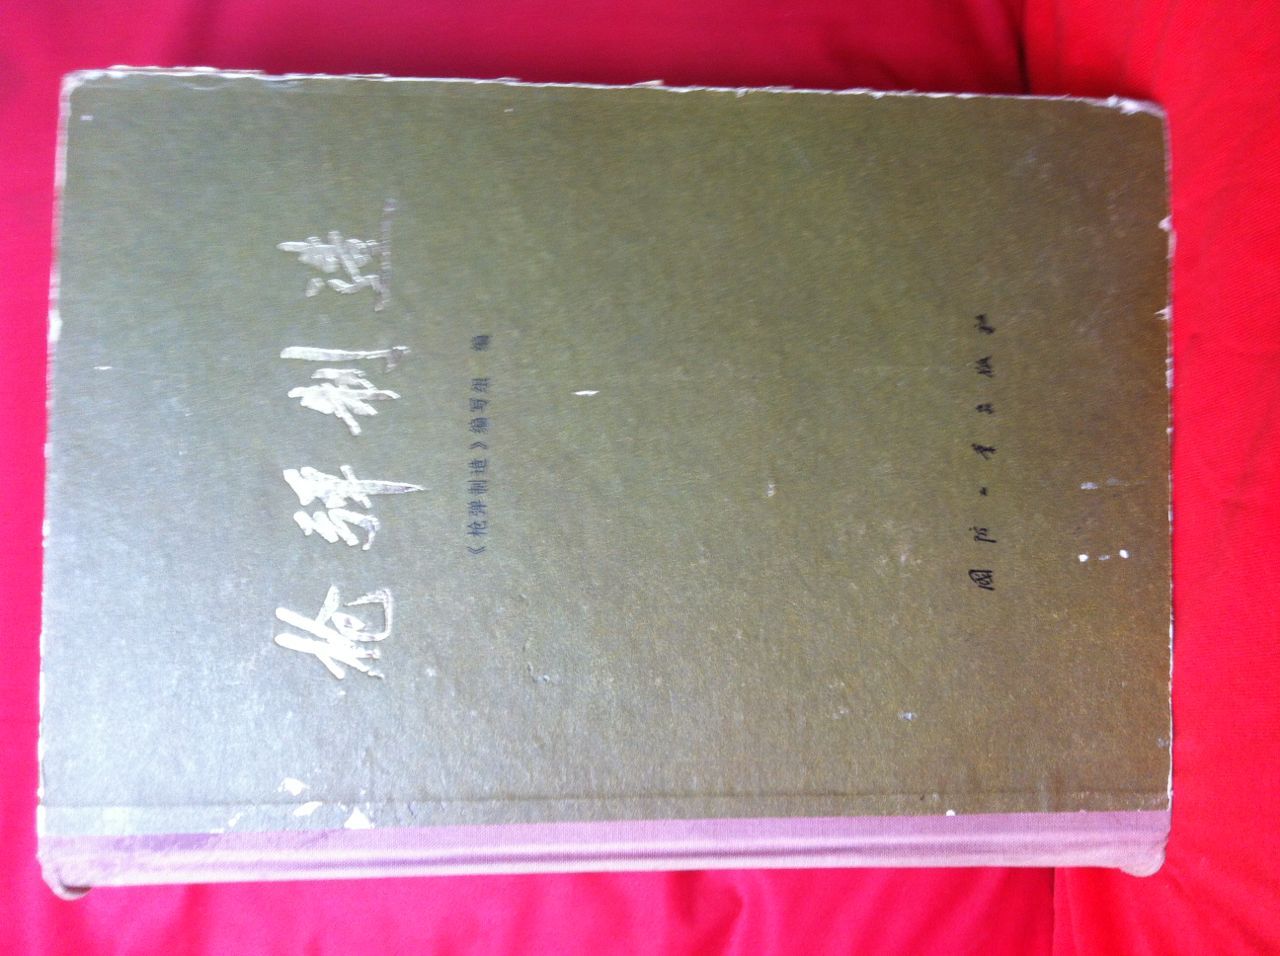 枪弹制造
《枪弹制造》编写组 编
国防工业出版社